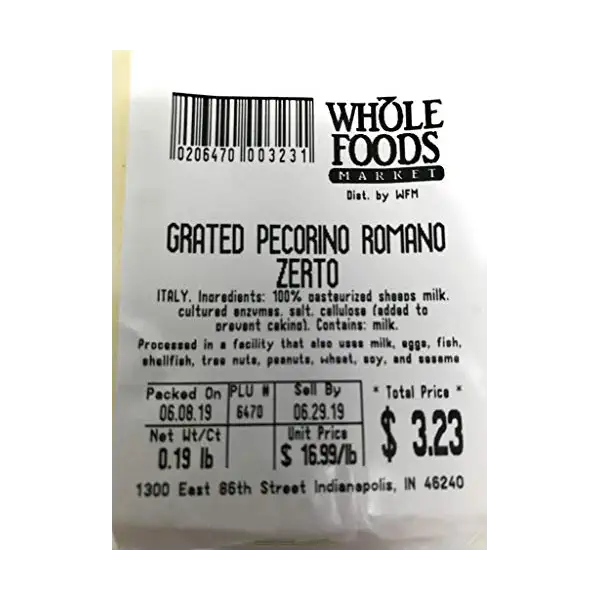 0206470 003231
WHOLE
FOODS
MARKET
Dist. by WFM
GRATED PECORINO ROMANO
ZERTO
ITALY. Ingredients: 100% pasteurized sheeps milk,
cultured enzymes, salt, cellulose (added to
prevent caking). Contains: milk.
Processed in a facility that also uses milk, eggs, fish,
shellfish, tree nuts, peanuts, wheat, soy, and sesame
Packed On PLU # Sell By * Total Price *
06.08.19 6470 06.29.19
Net Wt/Ct Unit Price $ 3.23
0.19 lb $ 16.99/lb
1300 East 86th Street Indianapolis, IN 46240